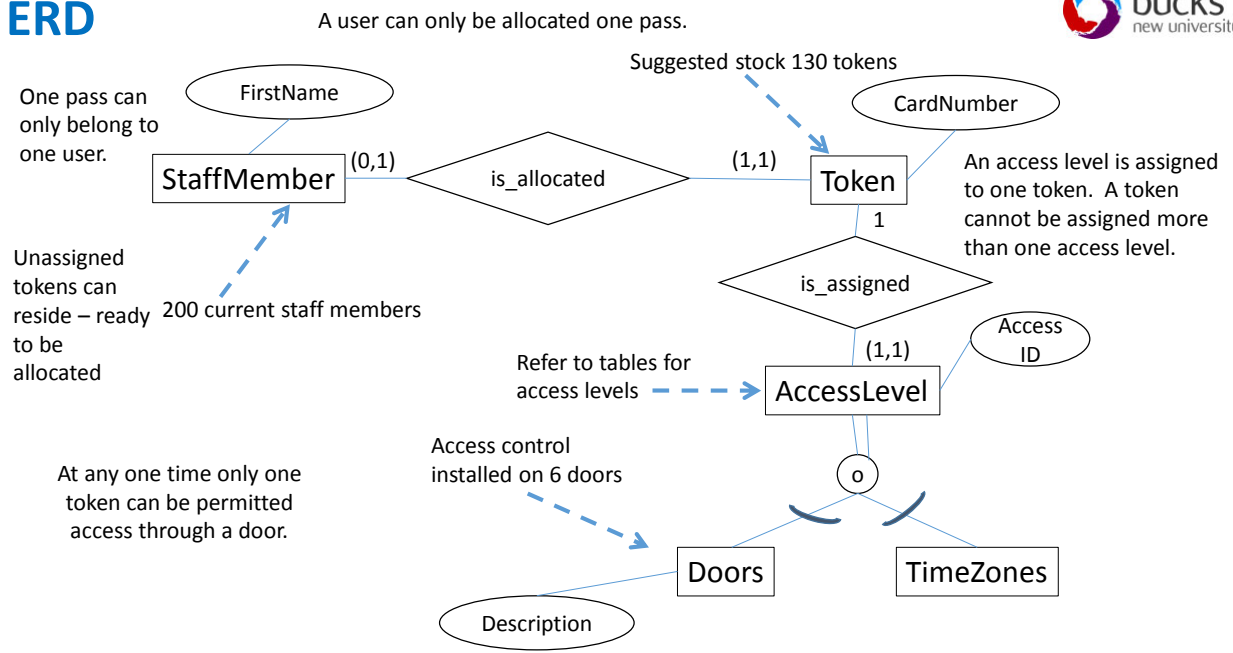 ERD
A user can only be allocated one pass.
bucks
new university
Suggested stock 130 tokens
One pass can
only belong to
one user.
FirstName
CardNumber
StaffMember
(0,1)
is_allocated
(1,1)
Token
An access level is assigned
to one token. A token
cannot be assigned more
than one access level.
1
Unassigned
tokens can
reside – ready
to be
allocated
200 current staff members
is_assigned
Access
ID
(1,1)
Refer to tables for
access levels
AccessLevel
Access control
installed on 6 doors
o
At any one time only one
token can be permitted
access through a door.
Doors
TimeZones
Description